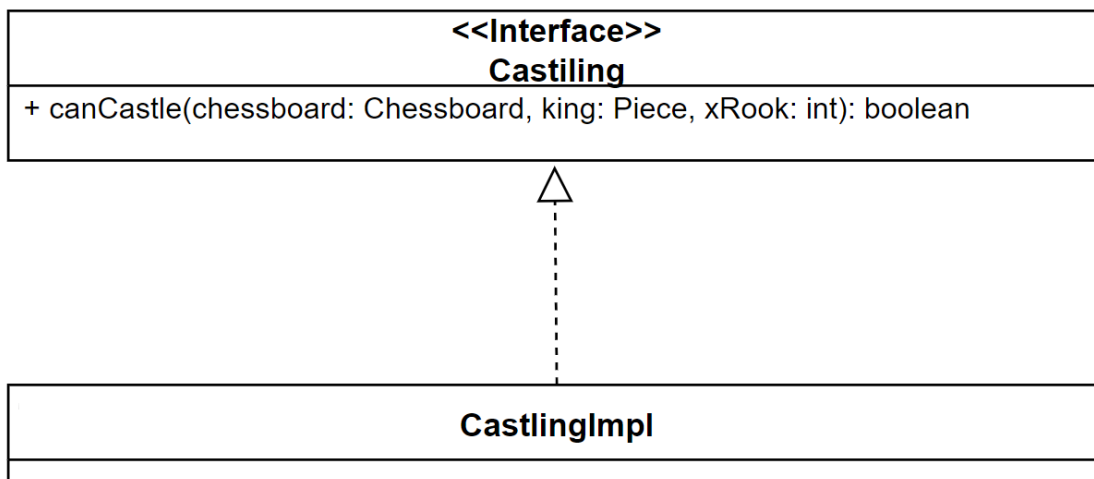 <<Interface>>
Castiling
+ canCastle(chessboard: Chessboard, king: Piece, xRook: int): boolean
CastlingImpl